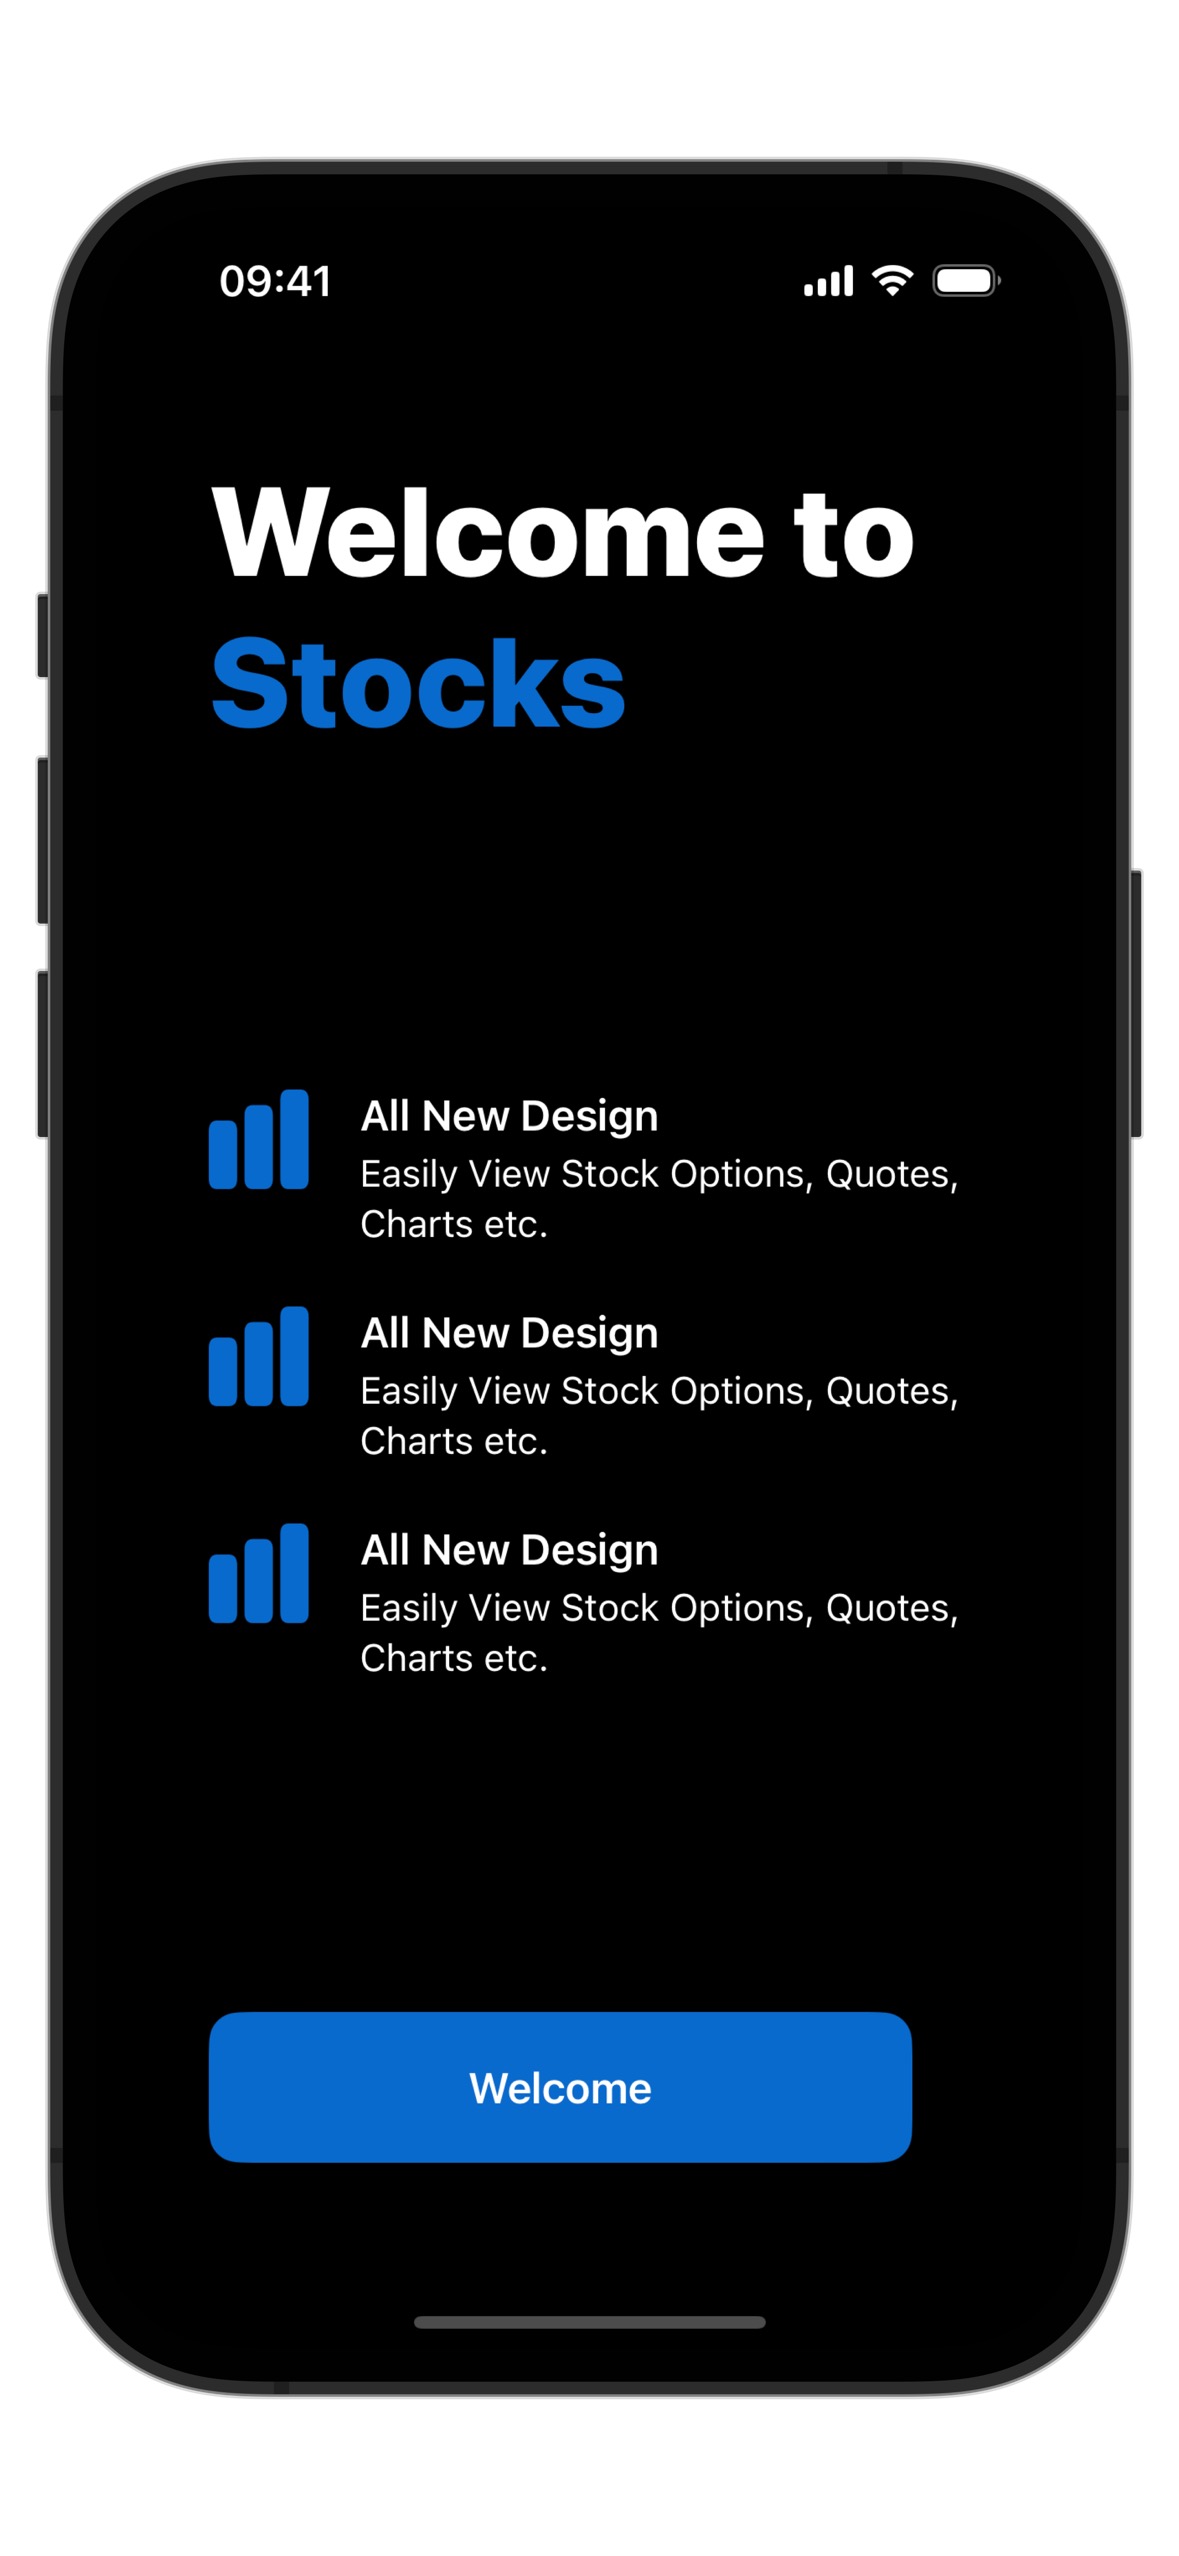 09:41
Welcome to
Stocks
All New Design
Easily View Stock Options, Quotes,
Charts etc.
All New Design
Easily View Stock Options, Quotes,
Charts etc.
All New Design
Easily View Stock Options, Quotes,
Charts etc.
Welcome